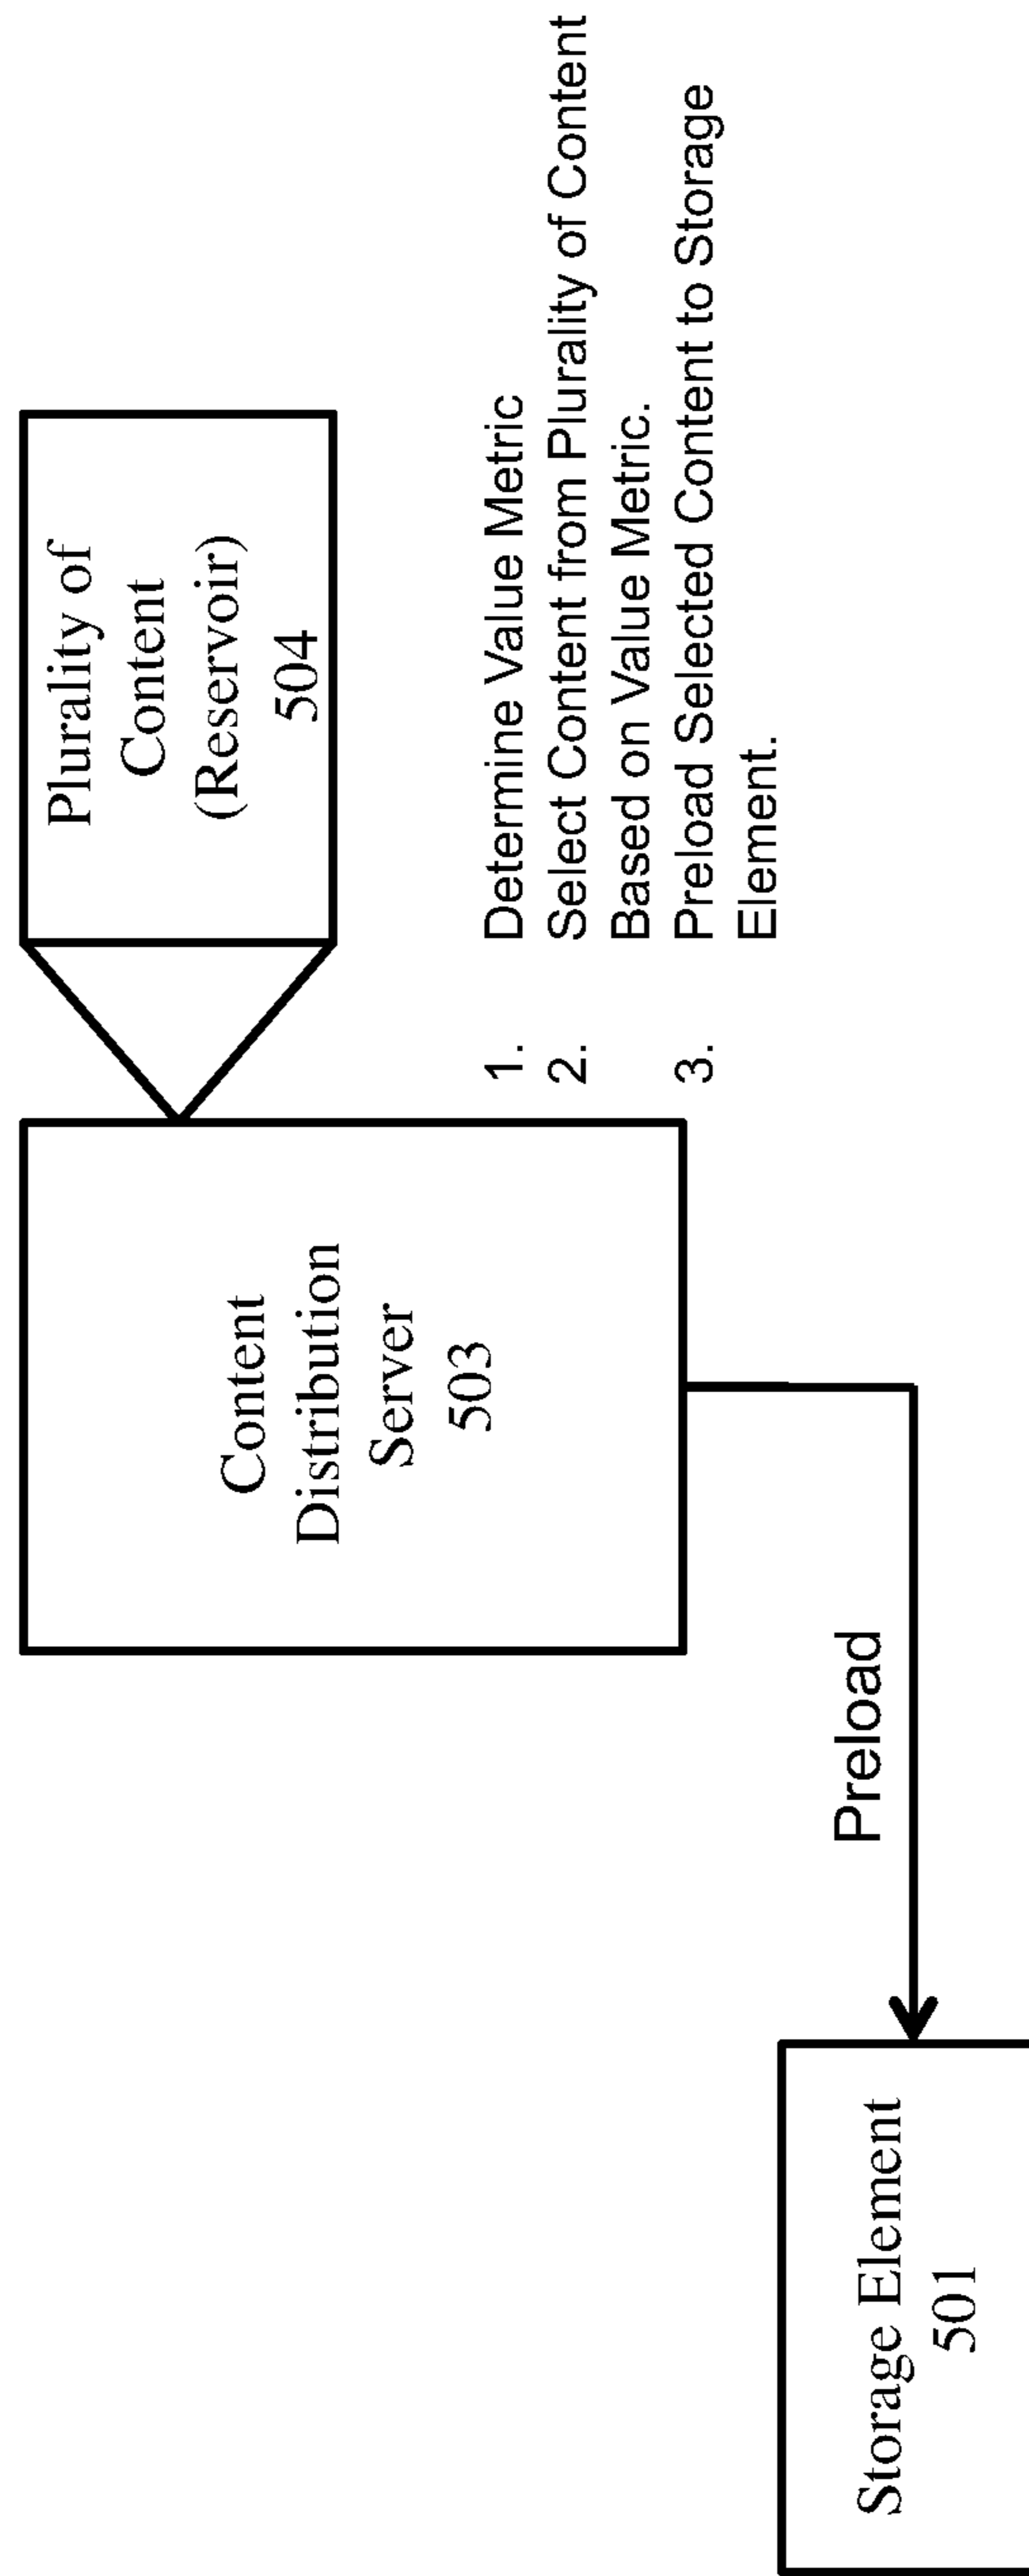 Plurality of
Content
(Reservoir)
504
Content
Distribution
Server
503
1. Determine Value Metric
2. Select Content from Plurality of Content
Based on Value Metric.
3. Preload Selected Content to Storage
Element.
Preload
Storage Element
501